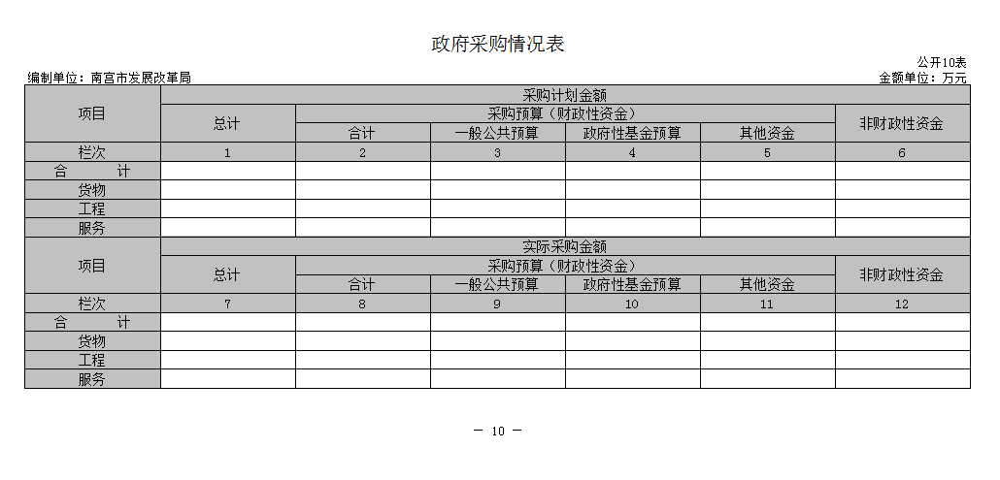 政府采购情况表
公开10表
编制单位：南宫市发展改革局 金额单位：万元
项目 采购计划金额
总计 采购预算（财政性资金） 非财政性资金
合计 一般公共预算 政府性基金预算 其他资金
栏次 1 2 3 4 5 6
合 计
货物
工程
服务
项目 实际采购金额
总计 采购预算（财政性资金） 非财政性资金
合计 一般公共预算 政府性基金预算 其他资金
栏次 7 8 9 10 11 12
合 计
货物
工程
服务
— 10 —